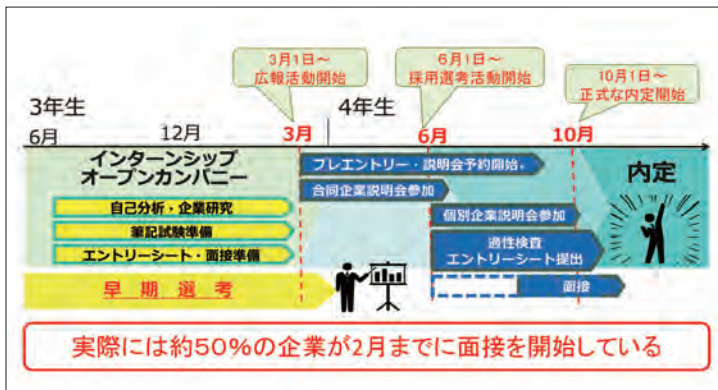 3月1日～
広報活動開始
6月1日～
採用選考活動開始
10月1日～
正式な内定開始
3年生
4年生
6月
12月
3月
6月
10月
インターンシップ
オープンカンパニー
プレエントリー・説明会予約開始
内定
合同企業説明会参加
自己分析・企業研究
個別企業説明会参加
筆記試験準備
適性検査
エントリーシート提出
エントリーシート・面接準備
早期選考
面接
実際には約50%の企業が2月までに面接を開始している